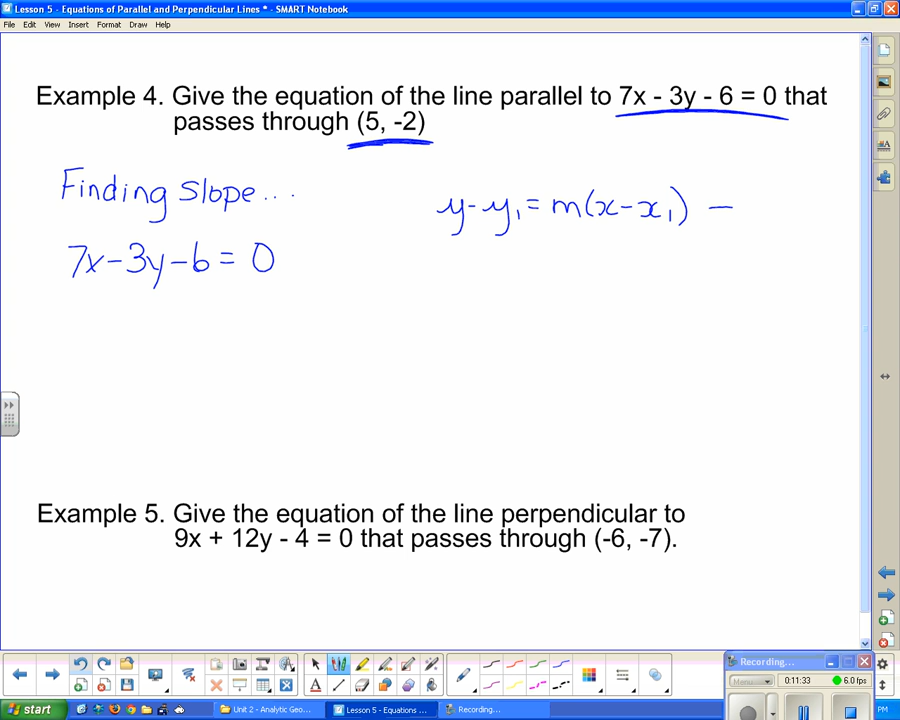 Lesson 5 - Equations of Parallel and Perpendicular Lines * - SMART Notebook
File Edit View Insert Format Draw Help
Example 4. Give the equation of the line parallel to 7x - 3y - 6 = 0 that
passes through (5, -2)
Finding Slope...
y-y₁ = m(x-x₁) -
7x-3y-6 = 0
Example 5. Give the equation of the line perpendicular to
9x + 12y - 4 = 0 that passes through (-6, -7).
Recording...
Menu 0:11:33 6.0 fps
start Unit 2 - Analytic Geo... Lesson 5 - Equations ... Recording... PM